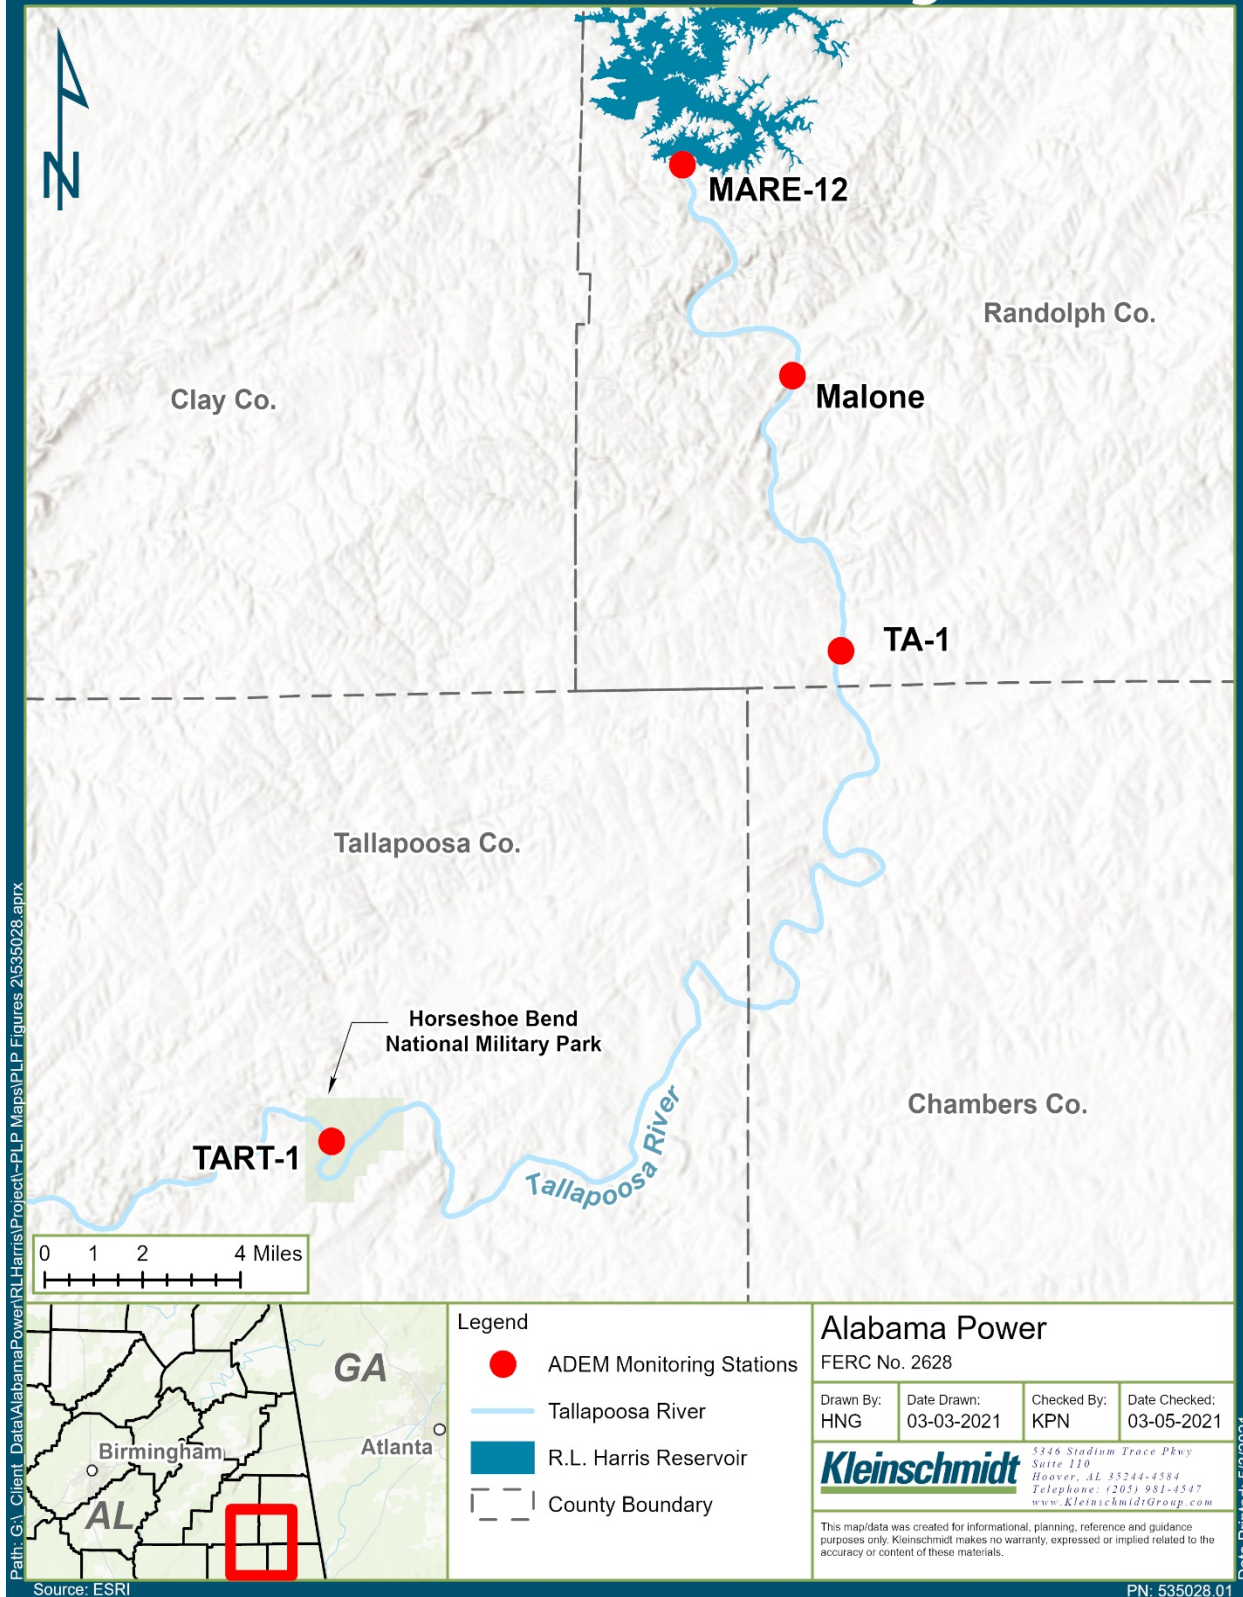 N
MARE-12
Randolph Co.
Clay Co.
Malone
TA-1
Tallapoosa Co.
Horseshoe Bend
National Military Park
Chambers Co.
Tallapoosa River
TART-1
0 1 2 4 Miles
GA
Birmingham
Atlanta
AL
Legend
ADEM Monitoring Stations
Tallapoosa River
R.L. Harris Reservoir
County Boundary
Alabama Power
FERC No. 2628
Drawn By:
HNG
Date Drawn:
03-03-2021
Checked By:
KPN
Date Checked:
03-05-2021
Kleinschmidt
5346 Stadium Trace Pkwy
Suite 110
Hoover, AL 35244-4584
Telephone: (205) 981-4547
www.KleinschmidtGroup.com
This map/data was created for informational, planning, reference and guidance
purposes only. Kleinschmidt makes no warranty, expressed or implied related to the
accuracy or content of these materials.
Path: G:\_Client_Data\AlabamaPower\RLHarris\Project\~PLP Maps\PLP Figures 2\535028.aprx
Source: ESRI
PN: 535028.01